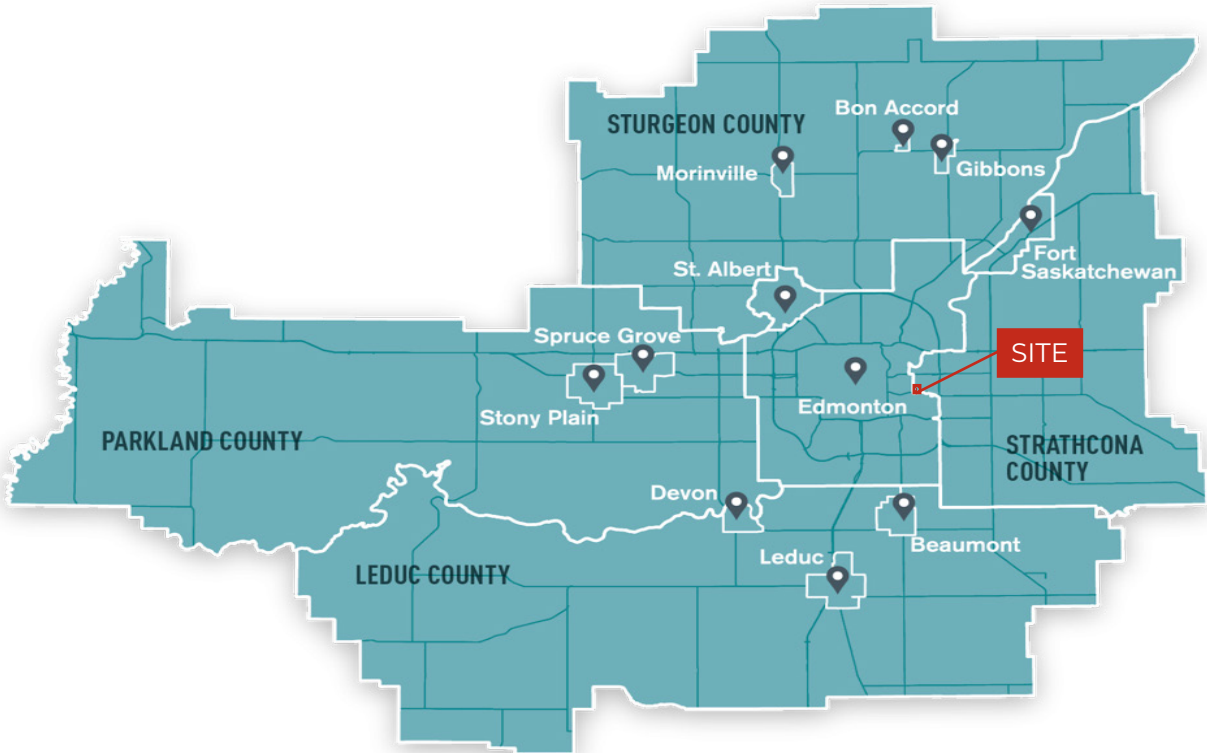 Bon Accord
STURGEON COUNTY
Morinville
Gibbons
Fort
Saskatchewan
St. Albert
Spruce Grove
SITE
Edmonton
Stony Plain
PARKLAND COUNTY
STRATHCONA
COUNTY
Devon
Beaumont
Leduc
LEDUC COUNTY